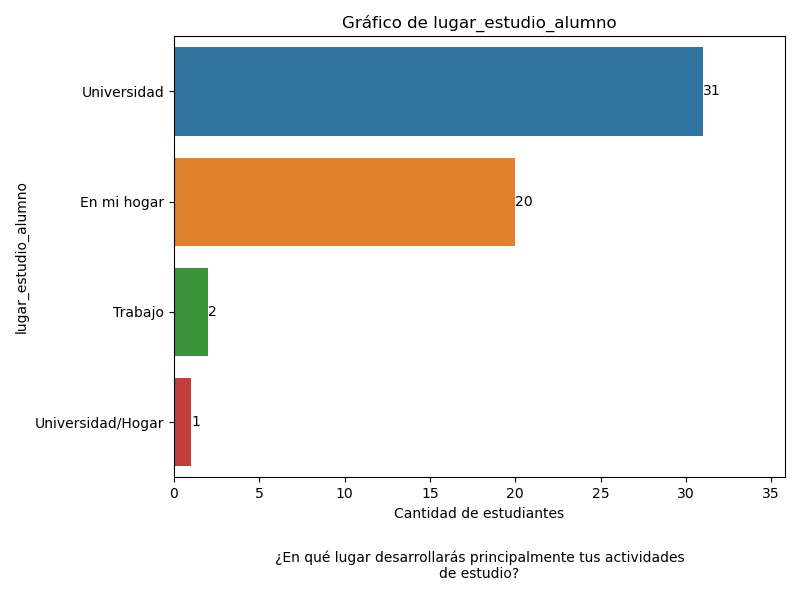 Gráfico de lugar_estudio_alumno
Universidad
31
En mi hogar
20
Trabajo
2
Universidad/Hogar
1
lugar_estudio_alumno
0 5 10 15 20 25 30 35
Cantidad de estudiantes
¿En qué lugar desarrollarás principalmente tus actividades
de estudio?